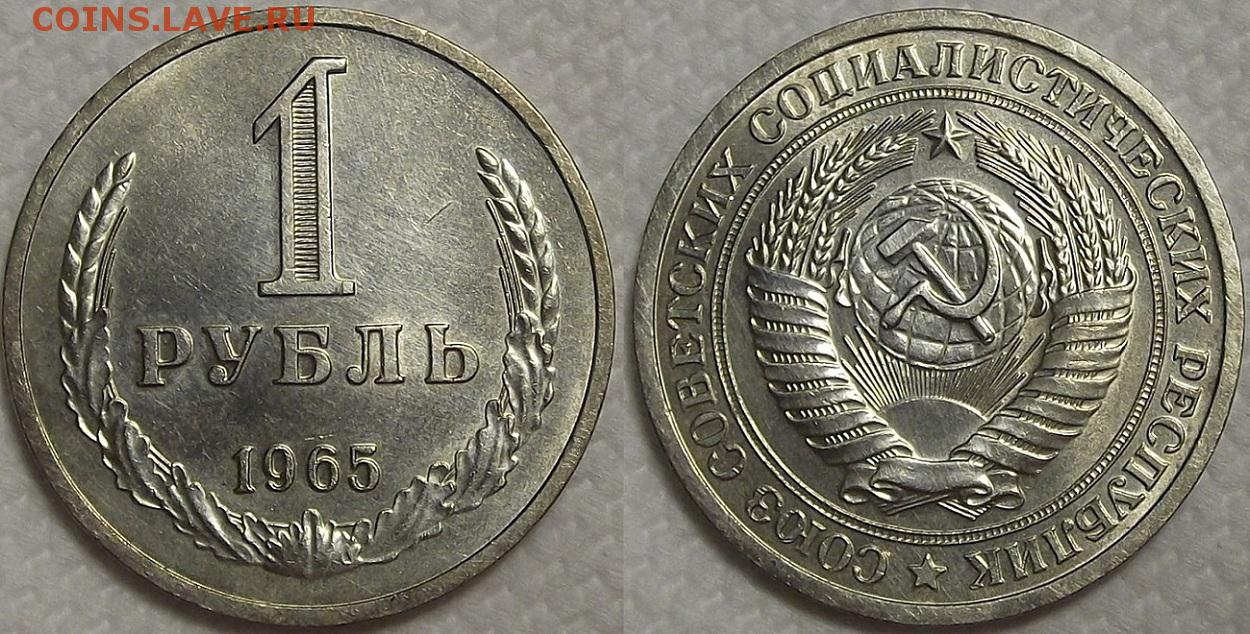 COINS.LAVE.RU
1
РУБЛЬ
1965
СОЮЗ СОВЕТСКИХ СОЦИАЛИСТИЧЕСКИХ РЕСПУБЛИК